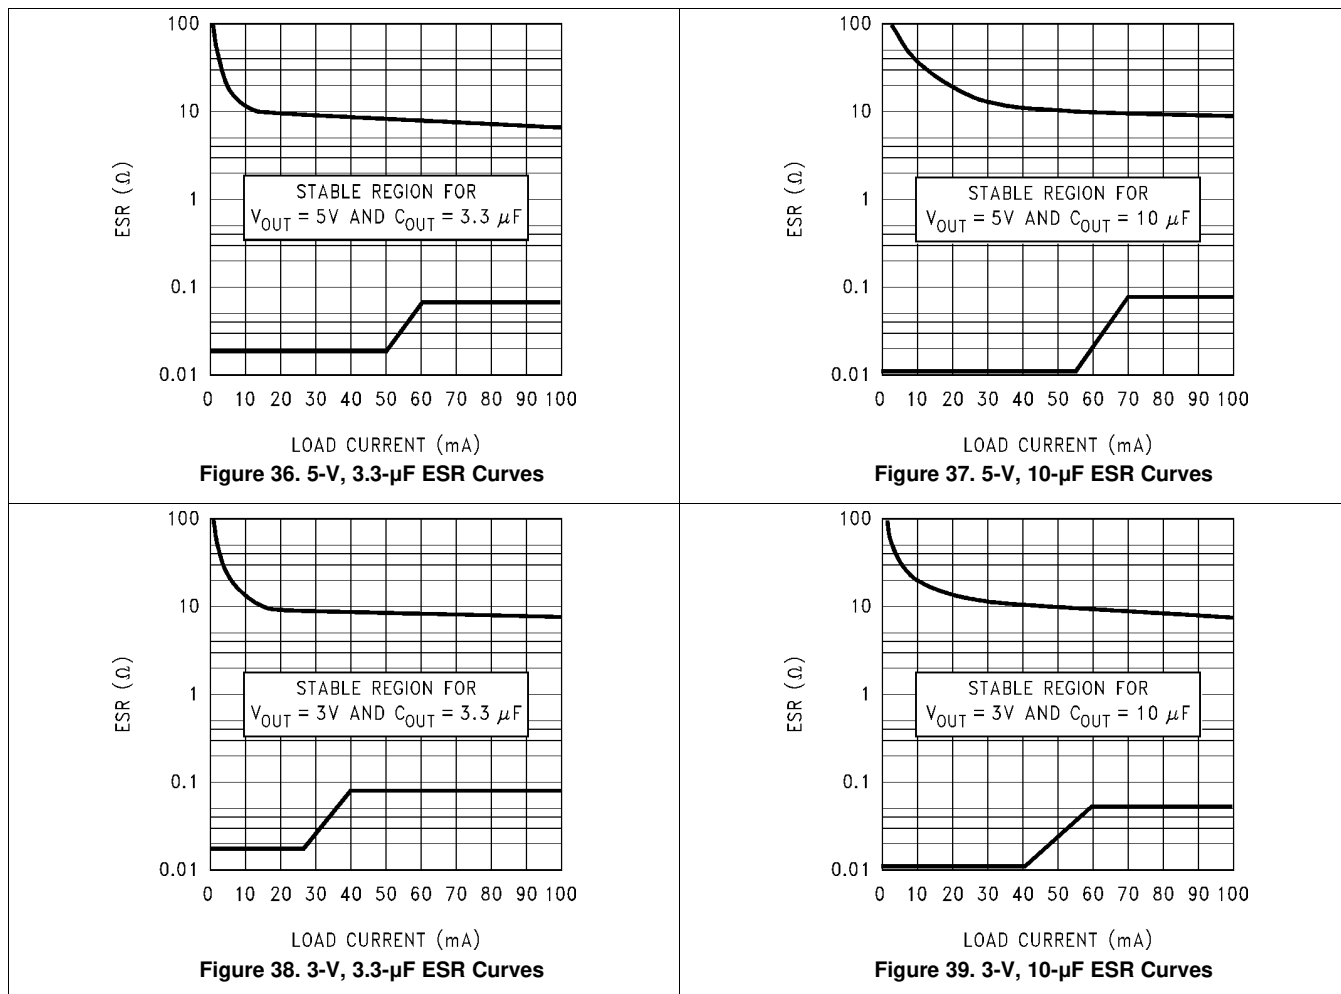 100
10
1
0.1
0.01
ESR (Ω)
STABLE REGION FOR
VOUT = 5V AND COUT = 3.3 μF
0 10 20 30 40 50 60 70 80 90 100
LOAD CURRENT (mA)
Figure 36. 5-V, 3.3-µF ESR Curves
100
10
1
0.1
0.01
ESR (Ω)
STABLE REGION FOR
VOUT = 5V AND COUT = 10 μF
0 10 20 30 40 50 60 70 80 90 100
LOAD CURRENT (mA)
Figure 37. 5-V, 10-µF ESR Curves
100
10
1
0.1
0.01
ESR (Ω)
STABLE REGION FOR
VOUT = 3V AND COUT = 3.3 μF
0 10 20 30 40 50 60 70 80 90 100
LOAD CURRENT (mA)
Figure 38. 3-V, 3.3-µF ESR Curves
100
10
1
0.1
0.01
ESR (Ω)
STABLE REGION FOR
VOUT = 3V AND COUT = 10 μF
0 10 20 30 40 50 60 70 80 90 100
LOAD CURRENT (mA)
Figure 39. 3-V, 10-µF ESR Curves